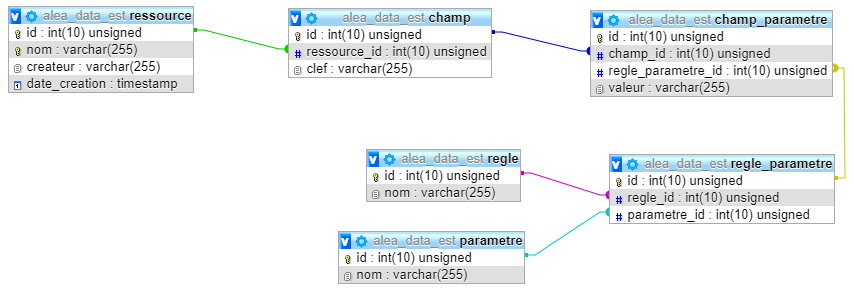 alea_data_est ressource
id : int(10) unsigned
nom : varchar(255)
createur : varchar(255)
date_creation : timestamp
alea_data_est champ
id : int(10) unsigned
ressource_id : int(10) unsigned
clef : varchar(255)
alea_data_est champ_parametre
id : int(10) unsigned
champ_id : int(10) unsigned
regle_parametre_id : int(10) unsigned
valeur : varchar(255)
alea_data_est regle
id : int(10) unsigned
nom : varchar(255)
alea_data_est regle_parametre
id : int(10) unsigned
regle_id : int(10) unsigned
parametre_id : int(10) unsigned
alea_data_est parametre
id : int(10) unsigned
nom : varchar(255)